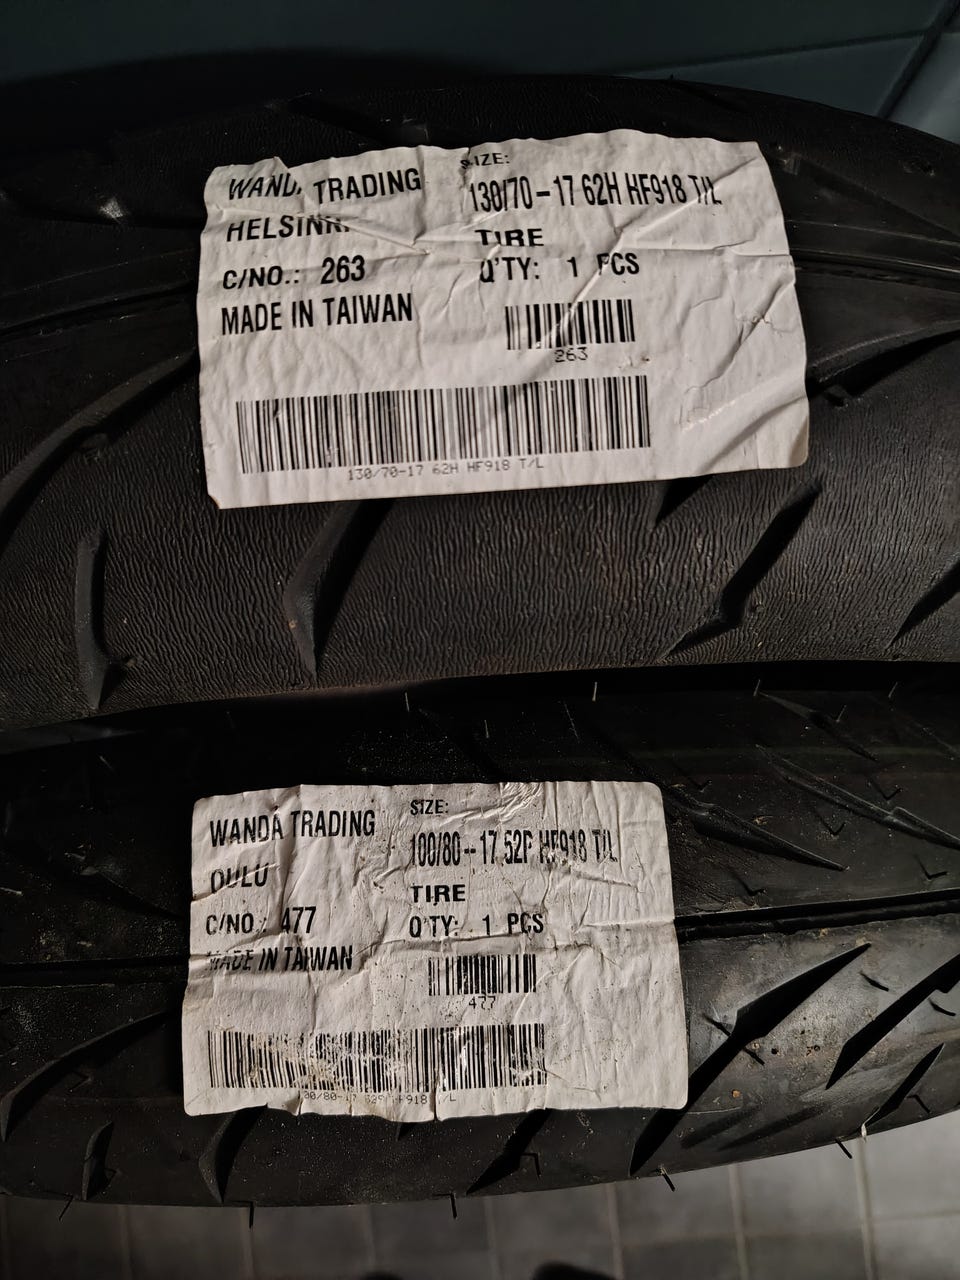 WANDA TRADING
HELSINKI
C/NO.: 263
MADE IN TAIWAN
SIZE:
130/70-17 62H HF918 T/L
TIRE
Q'TY: 1 PCS
263
130/70-17 62H HF918 T/L
WANDA TRADING
OULU
C/NO.: 477
MADE IN TAIWAN
SIZE:
100/80-17 52P HF918 T/L
TIRE
Q'TY: 1 PCS
477